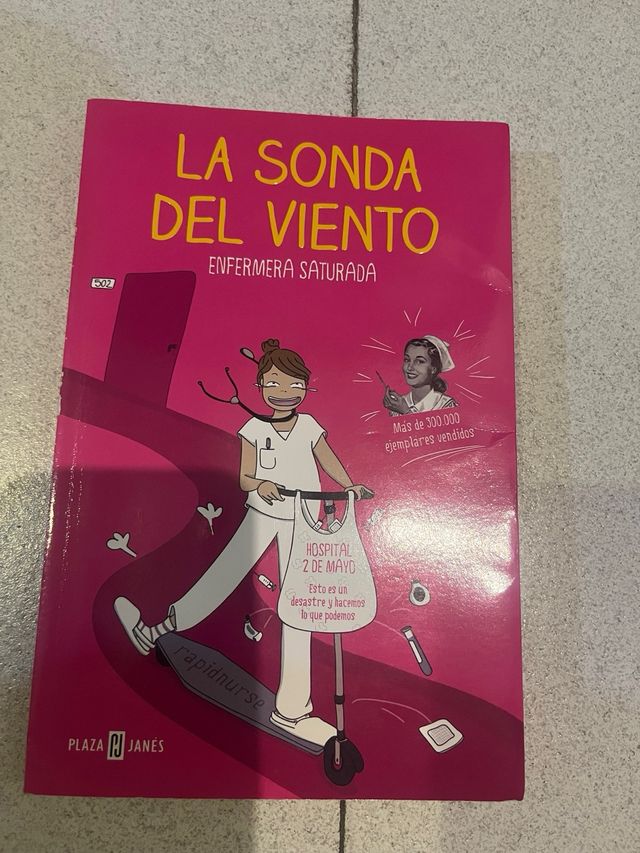 LA SONDA
DEL VIENTO
ENFERMERA SATURADA
502
Más de 300.000
ejemplares vendidos
HOSPITAL
2 DE MAYO
Esto es un
desastre y hacemos
lo que podemos
rapidnurse
PLAZA PJ JANÉS